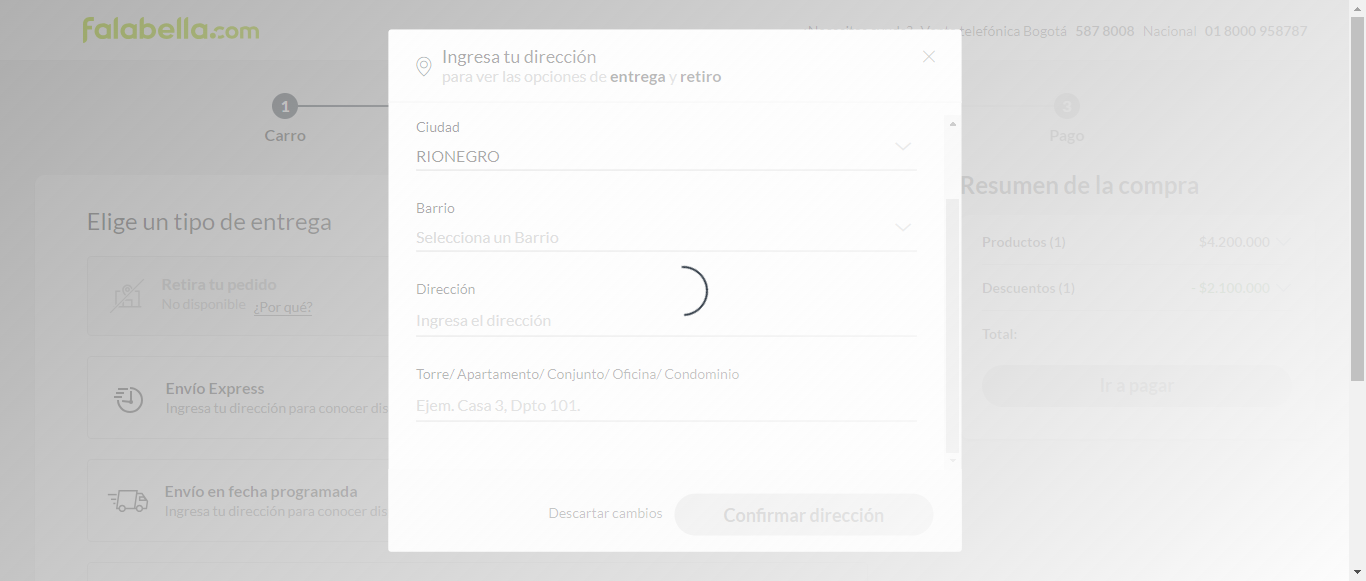 falabella.com
telefónica Bogotá 587 8008 Nacional 01 8000 958787
Ingresa tu dirección
para ver las opciones de entrega y retiro
1
Carro
3
Pago
Ciudad
RIONEGRO
Barrio
Selecciona un Barrio
Dirección
Ingresa el dirección
Torre/ Apartamento/ Conjunto/ Oficina/ Condominio
Ejem. Casa 3, Dpto 101.
Descartar cambios
Confirmar dirección
Elige un tipo de entrega
Retira tu pedido
No disponible ¿Por qué?
Envío Express
Ingresa tu dirección para conocer dis
Envío en fecha programada
Ingresa tu dirección para conocer dis
Resumen de la compra
Productos (1) $4.200.000
Descuentos (1) - $2.100.000
Total:
Ir a pagar